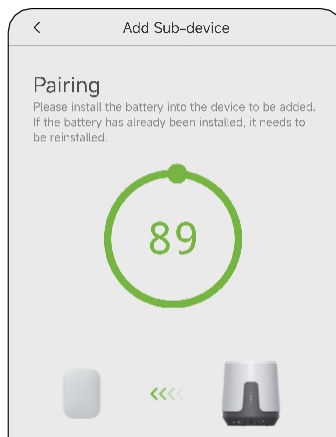 Add Sub-device
Pairing
Please install the battery into the device to be added.
If the battery has already been installed, it needs to
be reinstalled.
89